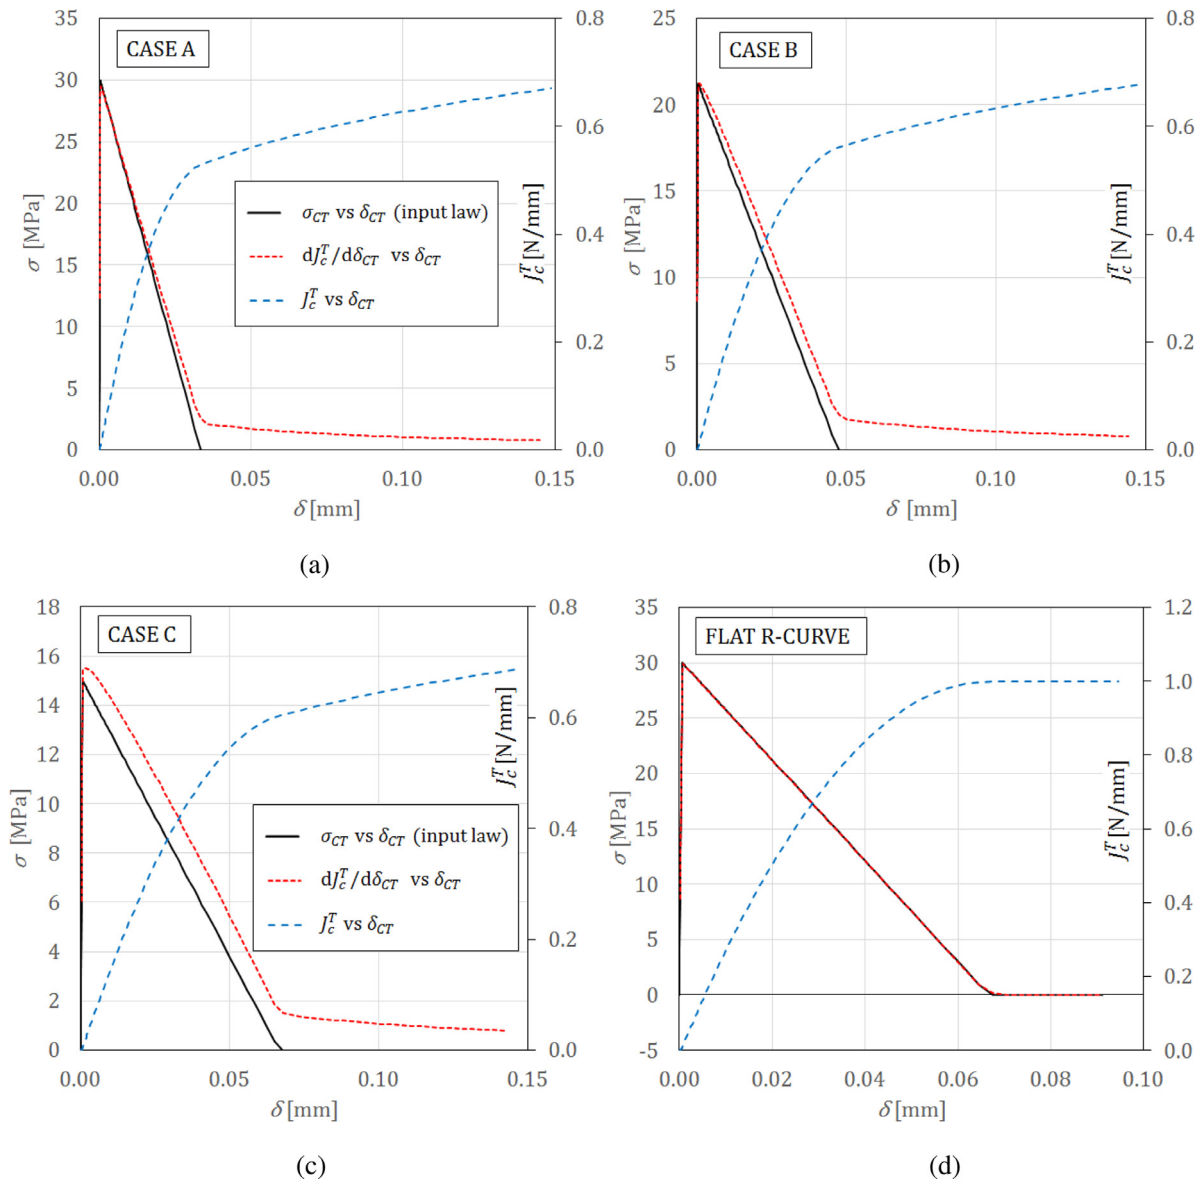 CASE A
35
30
25
20
15
10
5
0
σ [MPa]
0.8
0.6
0.4
0.2
0.0
J_c^T [N/mm]
σ_CT vs δ_CT (input law)
dJ_c^T/dδ_CT vs δ_CT
J_c^T vs δ_CT
0.00 0.05 0.10 0.15
δ [mm]
(a)
CASE B
25
20
15
10
5
0
σ [MPa]
0.8
0.6
0.4
0.2
0.0
J_c^T [N/mm]
0.00 0.05 0.10 0.15
δ [mm]
(b)
CASE C
18
16
14
12
10
8
6
4
2
0
σ [MPa]
0.8
0.6
0.4
0.2
0.0
J_c^T [N/mm]
σ_CT vs δ_CT (input law)
dJ_c^T/dδ_CT vs δ_CT
J_c^T vs δ_CT
0.00 0.05 0.10 0.15
δ [mm]
(c)
FLAT R-CURVE
35
30
25
20
15
10
5
0
-5
σ [MPa]
1.2
1.0
0.8
0.6
0.4
0.2
0.0
J_c^T [N/mm]
0.00 0.02 0.04 0.06 0.08 0.10
δ [mm]
(d)